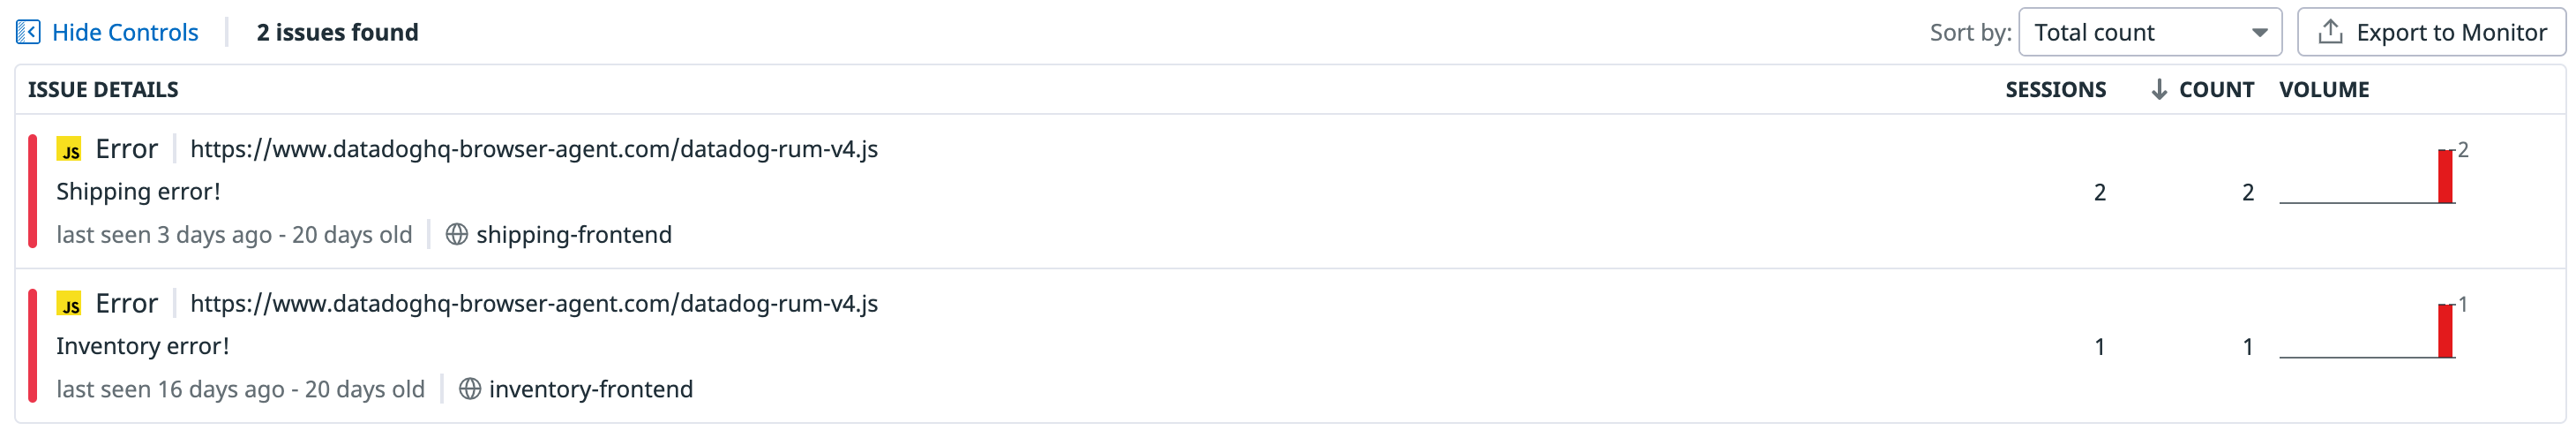 Hide Controls
2 issues found
Sort by: Total count
Export to Monitor
ISSUE DETAILS
SESSIONS
COUNT
VOLUME
JS Error https://www.datadoghq-browser-agent.com/datadog-rum-v4.js
Shipping error!
last seen 3 days ago - 20 days old
shipping-frontend
2
2
2
JS Error https://www.datadoghq-browser-agent.com/datadog-rum-v4.js
Inventory error!
last seen 16 days ago - 20 days old
inventory-frontend
1
1
1